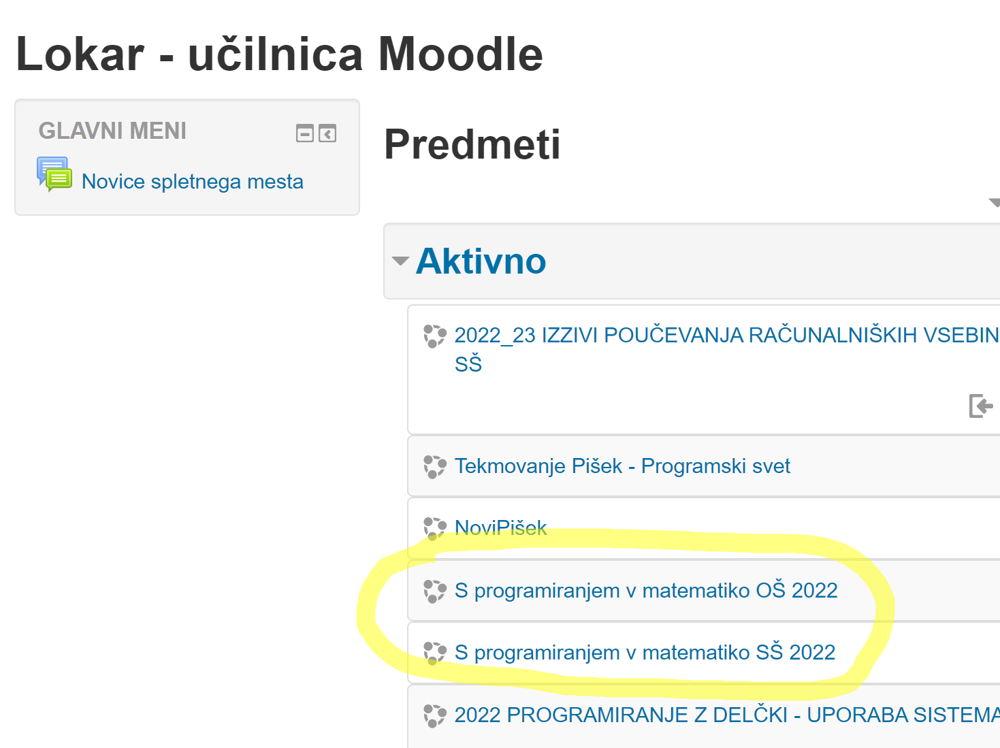 Lokar - učilnica Moodle
GLAVNI MENI
Novice spletnega mesta
Predmeti
Aktivno
2022_23 IZZIVI POUČEVANJA RAČUNALNIŠKIH VSEBIN
SŠ
Tekmovanje Pišek - Programski svet
NoviPišek
S programiranjem v matematiko OŠ 2022
S programiranjem v matematiko SŠ 2022
2022 PROGRAMIRANJE Z DELČKI - UPORABA SISTEMA